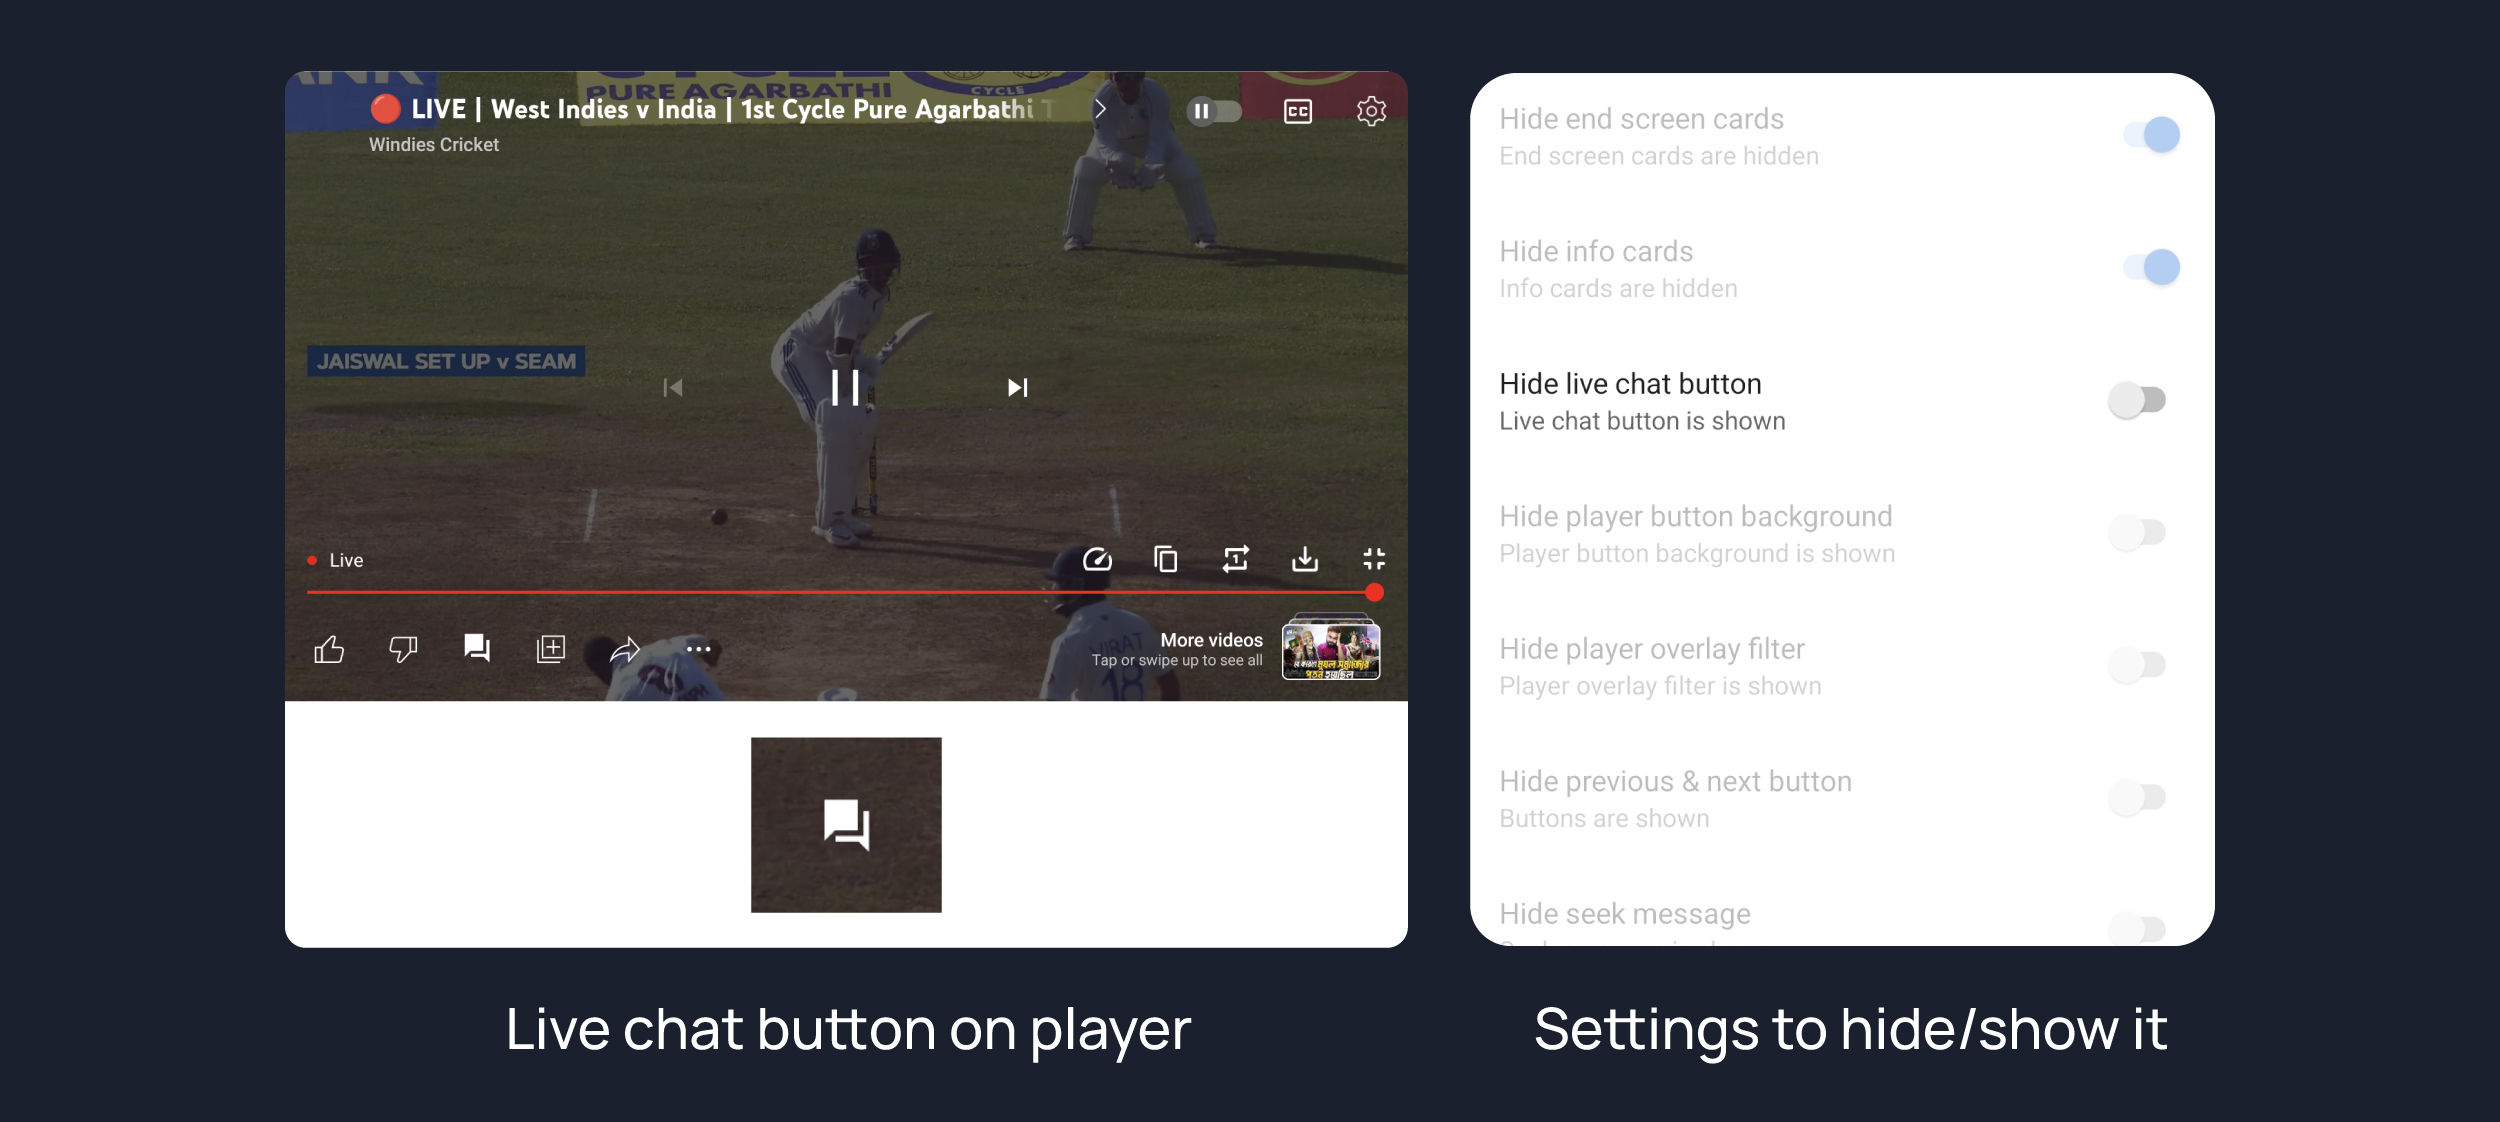 PURE AGARBATHI
CYCLE
🔴 LIVE | West Indies v India | 1st Cycle Pure Agarbathi T
CC
Windies Cricket
JAISWAL SET UP v SEAM
Live
1
More videos
Tap or swipe up to see all
VIRAT
18
Live chat button on player
Hide end screen cards
End screen cards are hidden
Hide info cards
Info cards are hidden
Hide live chat button
Live chat button is shown
Hide player button background
Player button background is shown
Hide player overlay filter
Player overlay filter is shown
Hide previous & next button
Buttons are shown
Hide seek message
Settings to hide/show it